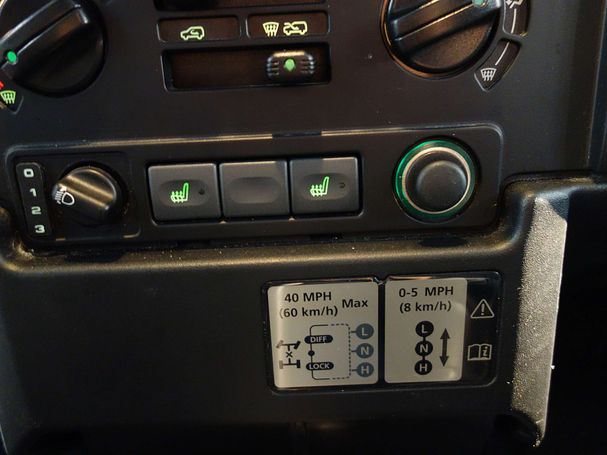 0
1
2
3
40 MPH
(60 km/h) Max
DIFF
LOCK
L
N
H
0-5 MPH
(8 km/h)
L
N
H